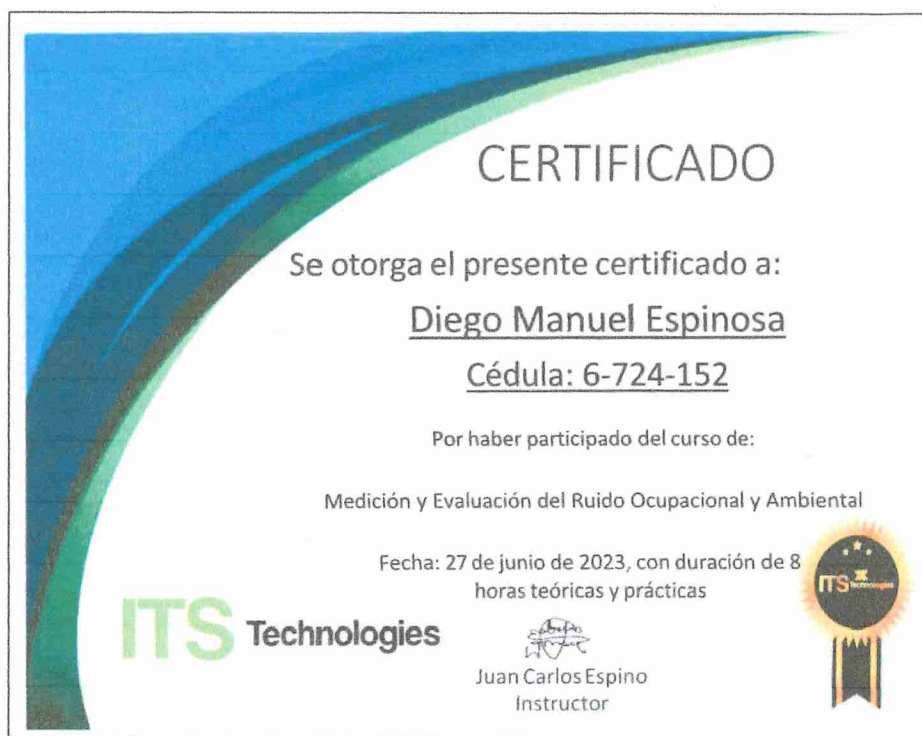 CERTIFICADO
Se otorga el presente certificado a:
Diego Manuel Espinosa
Cédula: 6-724-152
Por haber participado del curso de:
Medición y Evaluación del Ruido Ocupacional y Ambiental
Fecha: 27 de junio de 2023, con duración de 8
horas teóricas y prácticas
ITS Technologies
ITS Technologies
Juan Carlos Espino
Instructor